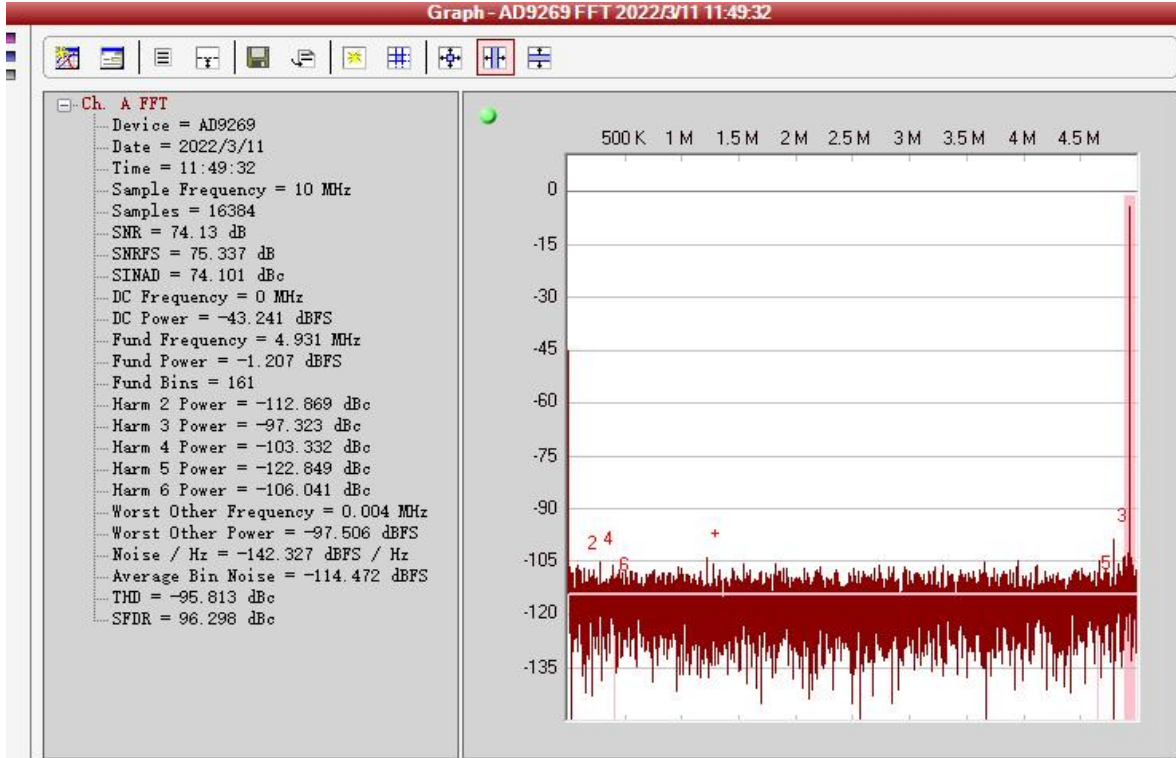 Graph - AD9269 FFT 2022/3/11 11:49:32
Ch. A FFT
Device = AD9269
Date = 2022/3/11
Time = 11:49:32
Sample Frequency = 10 MHz
Samples = 16384
SNR = 74.13 dB
SNRFS = 75.337 dB
SINAD = 74.101 dBc
DC Frequency = 0 MHz
DC Power = -43.241 dBFS
Fund Frequency = 4.931 MHz
Fund Power = -1.207 dBFS
Fund Bins = 161
Harm 2 Power = -112.869 dBc
Harm 3 Power = -97.323 dBc
Harm 4 Power = -103.332 dBc
Harm 5 Power = -122.849 dBc
Harm 6 Power = -106.041 dBc
Worst Other Frequency = 0.004 MHz
Worst Other Power = -97.506 dBFS
Noise / Hz = -142.327 dBFS / Hz
Average Bin Noise = -114.472 dBFS
THD = -95.813 dBc
SFDR = 96.298 dBc
500 K 1 M 1.5 M 2 M 2.5 M 3 M 3.5 M 4 M 4.5 M
0
-15
-30
-45
-60
-75
-90
-105
-120
-135
3
2 4 +
6 5